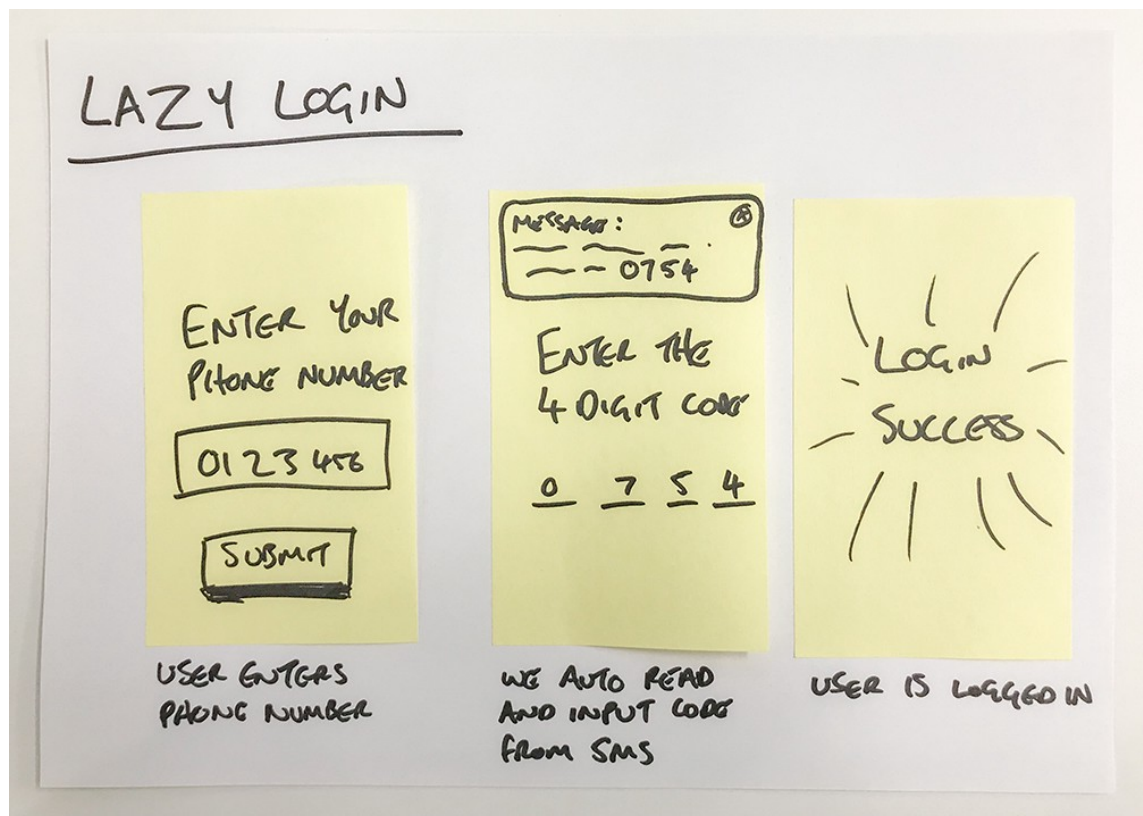 LAZY LOGIN
ENTER YOUR
PHONE NUMBER
0123456
SUBMIT
USER ENTERS
PHONE NUMBER
MESSAGE:
0754
ENTER THE
4 DIGIT CODE
0 7 5 4
WE AUTO READ
AND INPUT CODE
FROM SMS
LOGIN
SUCCESS
USER IS LOGGED IN